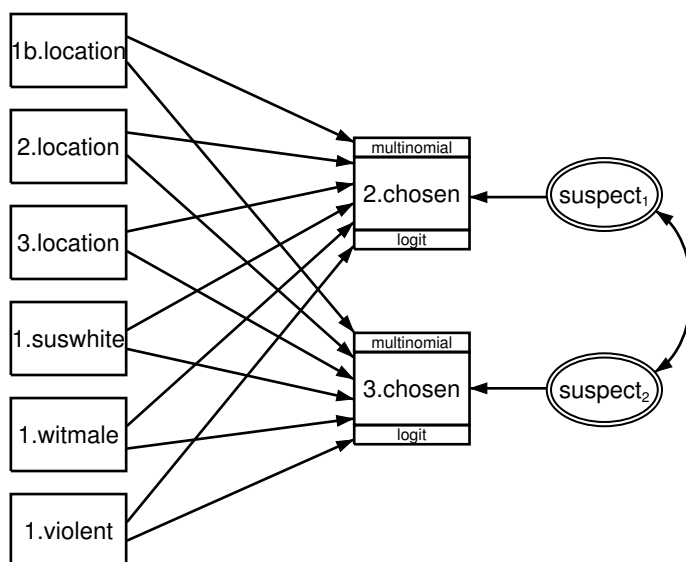 1b.location
2.location
3.location
1.suswhite
1.witmale
1.violent
multinomial
2.chosen
logit
multinomial
3.chosen
logit
suspect₁
suspect₂